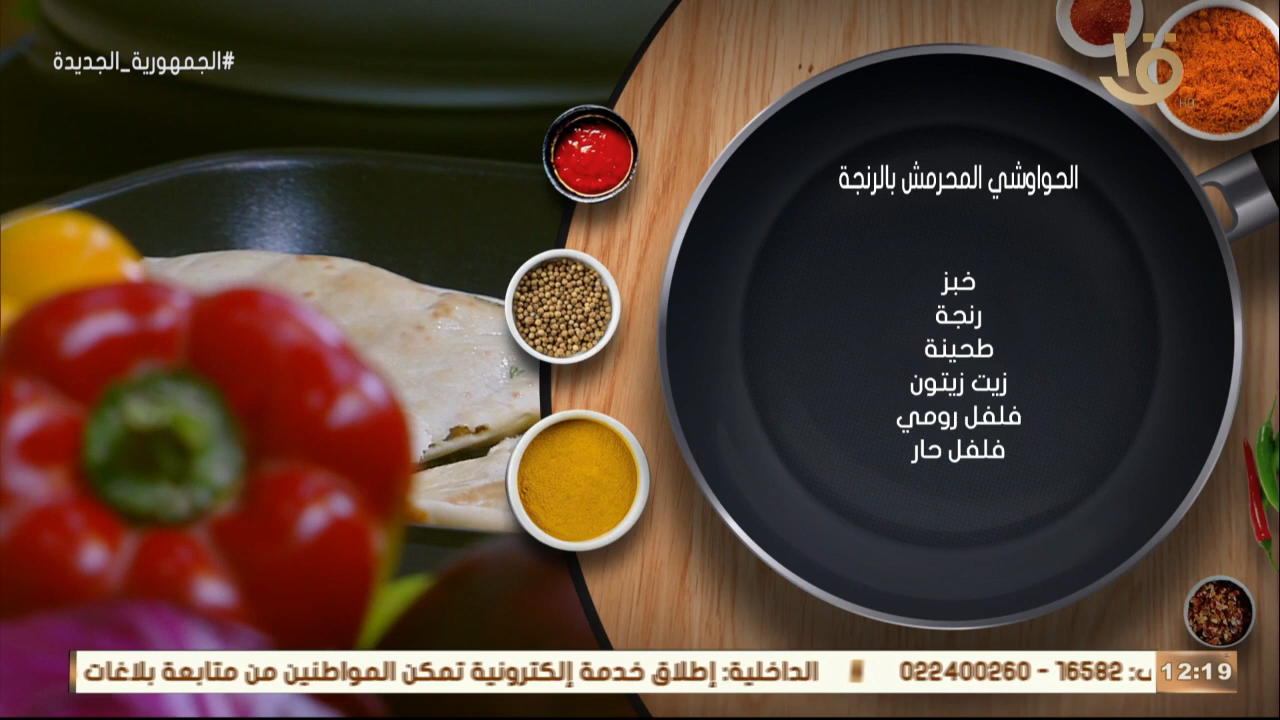 #الجمهورية_الجديدة
الحواوشي المحرمش بالرنجة
خبز
رنجة
طحينة
زيت زيتون
فلفل رومي
فلفل حار
12:19
16582 - 022400260
الداخلية: إطلاق خدمة إلكترونية تمكن المواطنين من متابعة بلاغات
HD